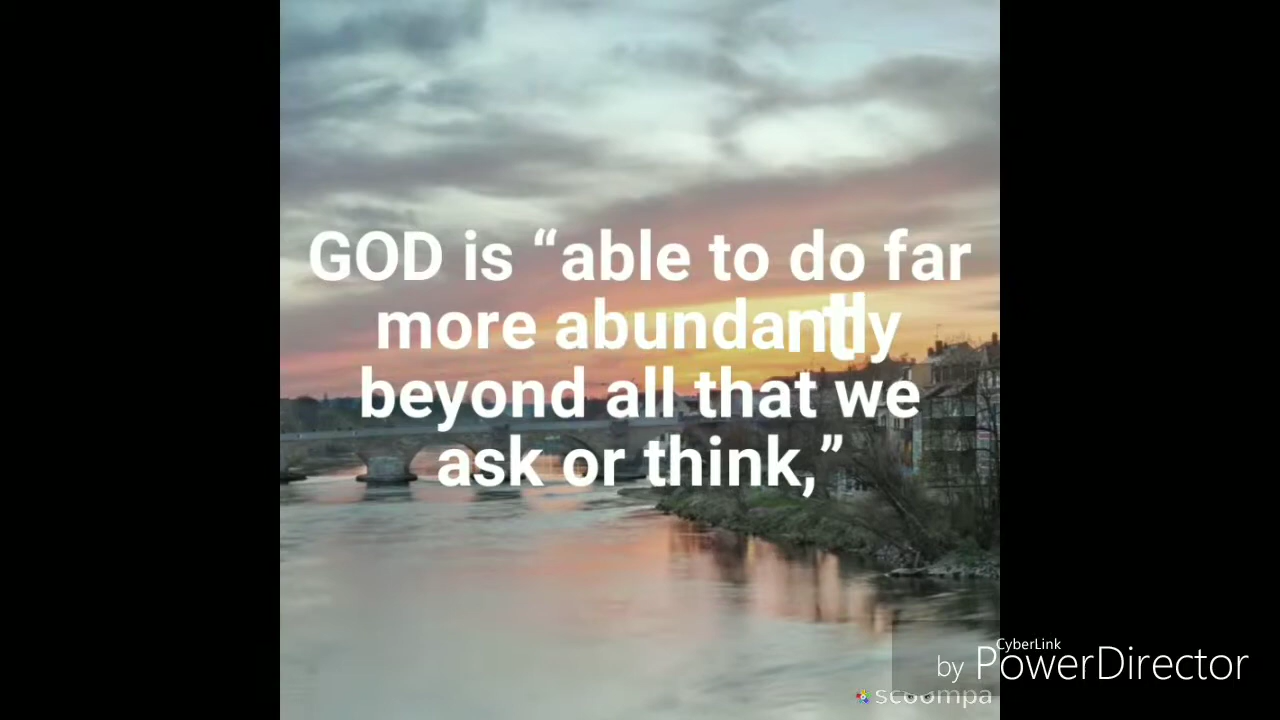 GOD is “able to do far
more abundantly
beyond all that we
ask or think,”
CyberLink
by PowerDirector
scoompa